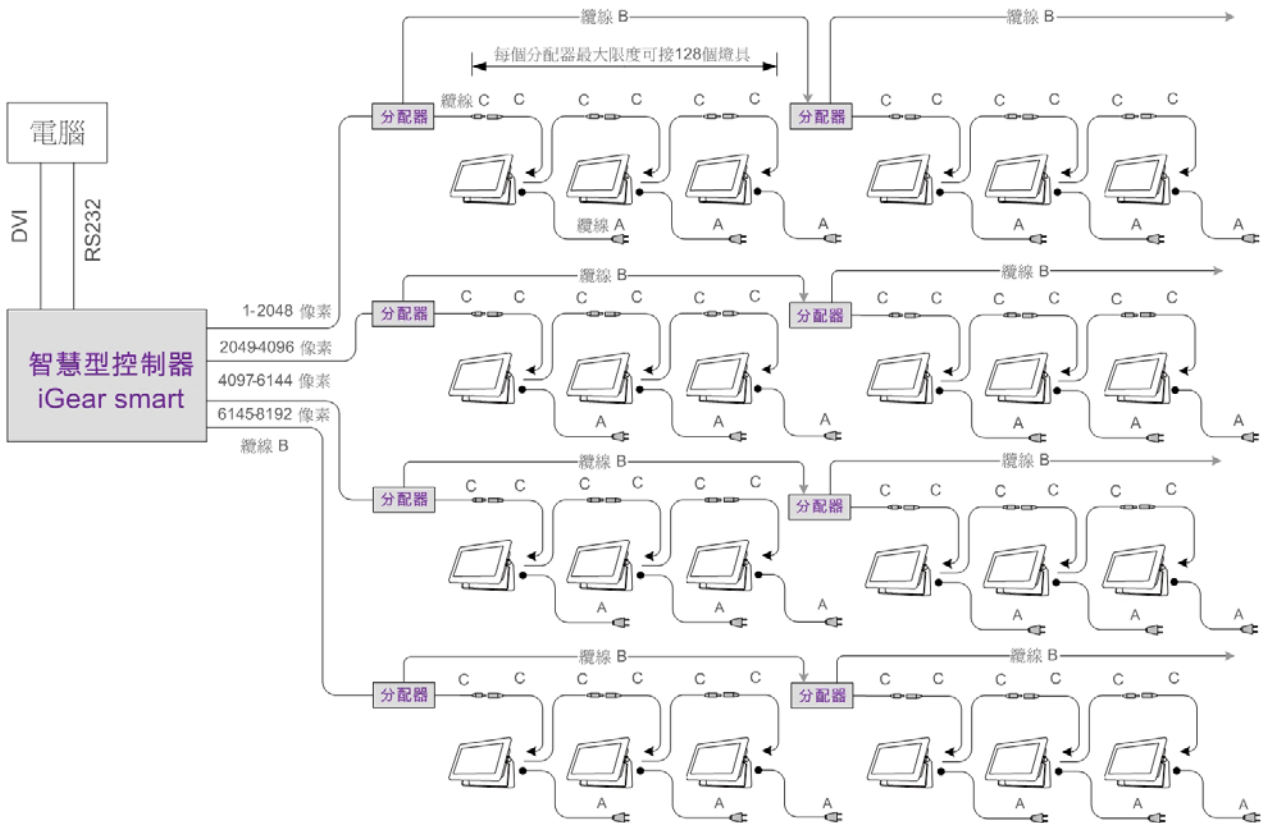 電腦
DVI
RS232
智慧型控制器
iGear smart
1-2048 像素
2049-4096 像素
4097-6144 像素
6145-8192 像素
纜線 B
纜線 B
纜線 B
每個分配器最大限度可接128個燈具
分配器
纜線 C C C C C C
分配器
C C C C C C
纜線 A A A
A A A
纜線 B
纜線 B
分配器
C C C C C C
分配器
C C C C C C
A A A
A A A
纜線 B
纜線 B
分配器
C C C C C C
分配器
C C C C C C
A A A
A A A
纜線 B
纜線 B
分配器
C C C C C C
分配器
C C C C C C
A A A
A A A